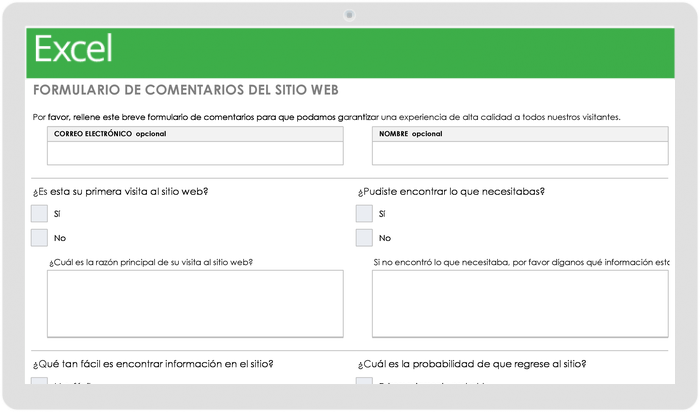 Excel
FORMULARIO DE COMENTARIOS DEL SITIO WEB
Por favor, rellene este breve formulario de comentarios para que podamos garantizar una experiencia de alta calidad a todos nuestros visitantes.
CORREO ELECTRÓNICO opcional
NOMBRE opcional
¿Es esta su primera visita al sitio web?
Sí
No
¿Cuál es la razón principal de su visita al sitio web?
¿Pudiste encontrar lo que necesitabas?
Sí
No
Si no encontró lo que necesitaba, por favor díganos qué información
¿Qué tan fácil es encontrar información en el sitio?
¿Cuál es la probabilidad de que regrese al sitio?